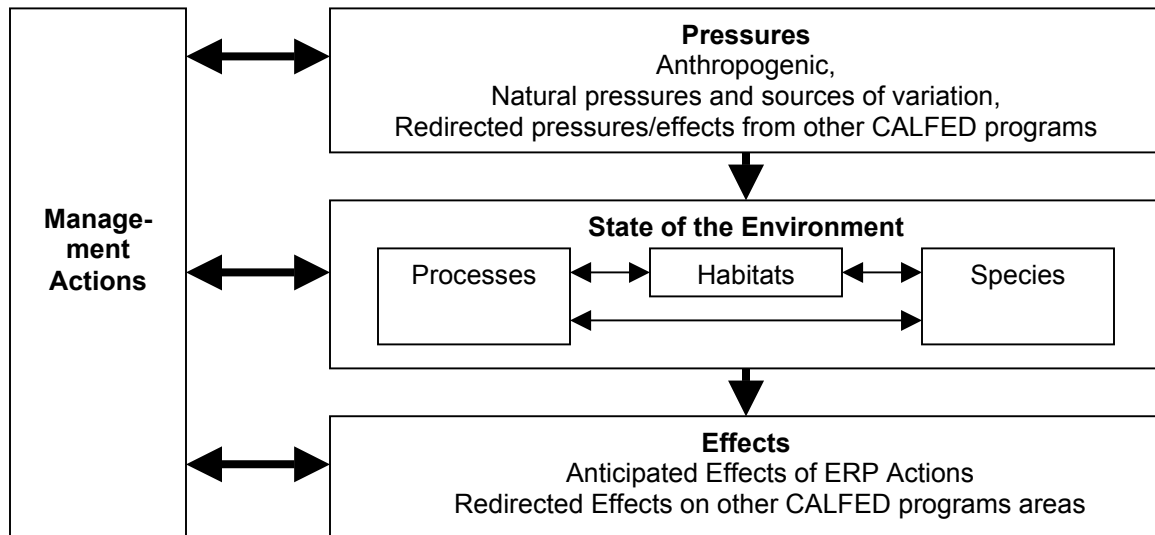 Pressures
Anthropogenic,
Natural pressures and sources of variation,
Redirected pressures/effects from other CALFED programs
Manage-
ment
Actions
State of the Environment
Processes
Habitats
Species
Effects
Anticipated Effects of ERP Actions
Redirected Effects on other CALFED programs areas